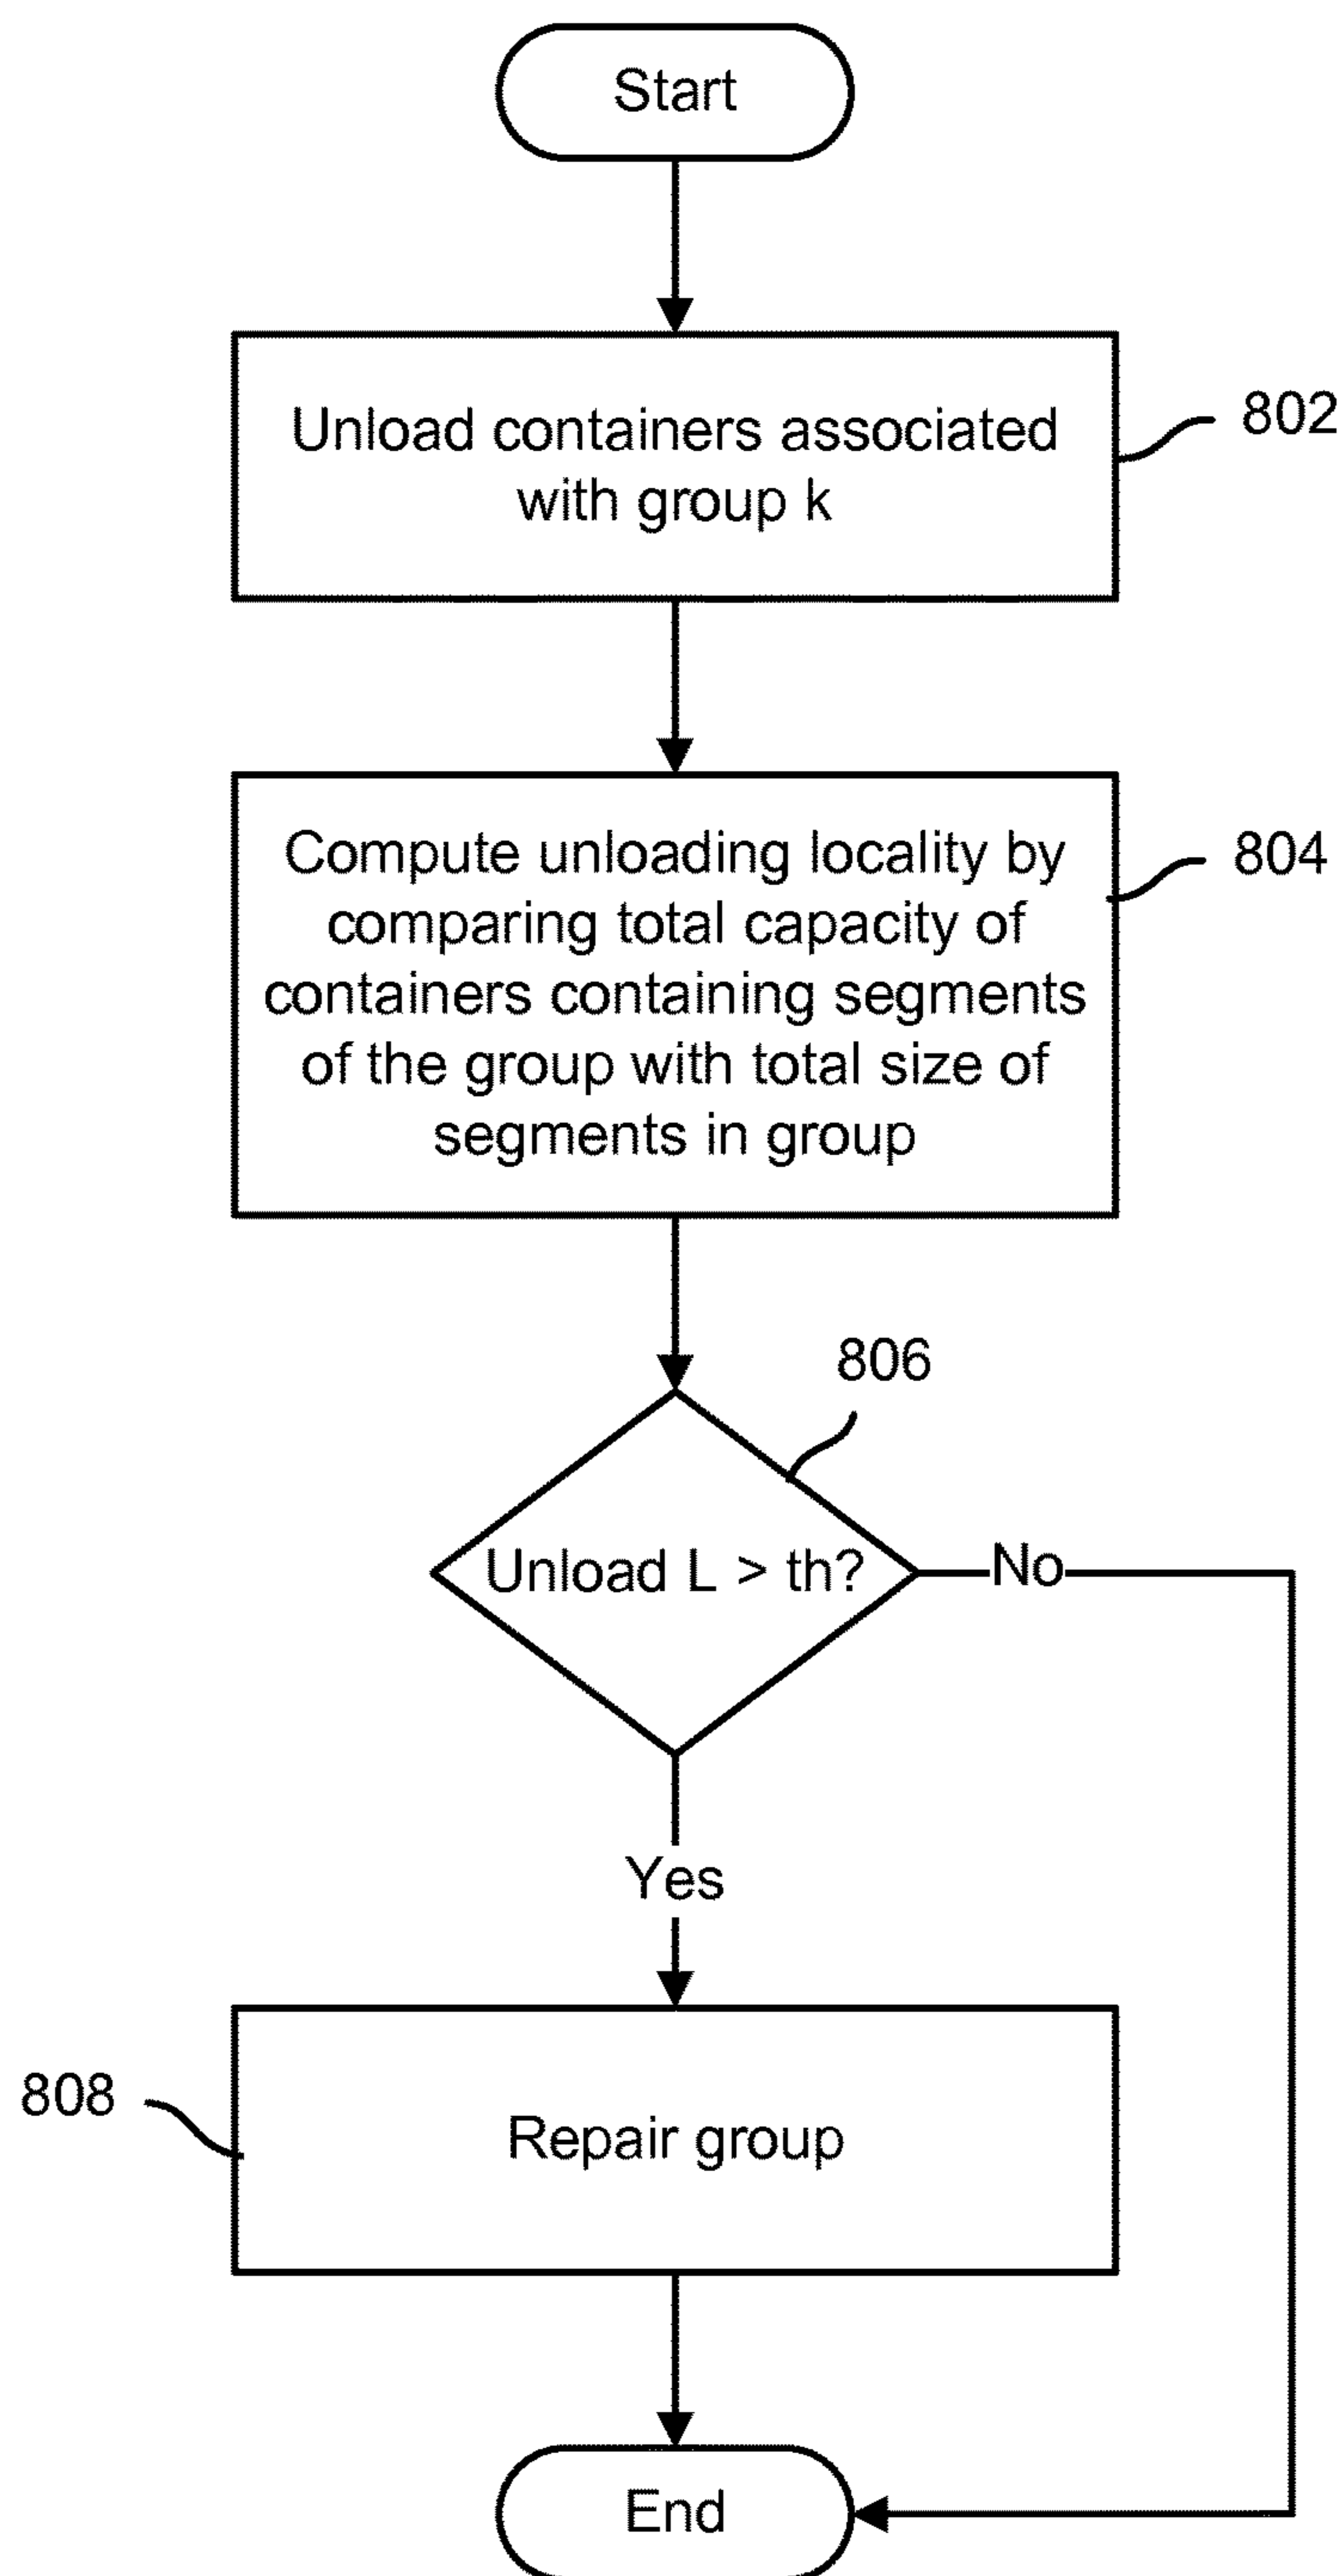 Start
Unload containers associated
with group k
802
Compute unloading locality by
comparing total capacity of
containers containing segments
of the group with total size of
segments in group
804
806
Unload L > th?
No
Yes
808
Repair group
End